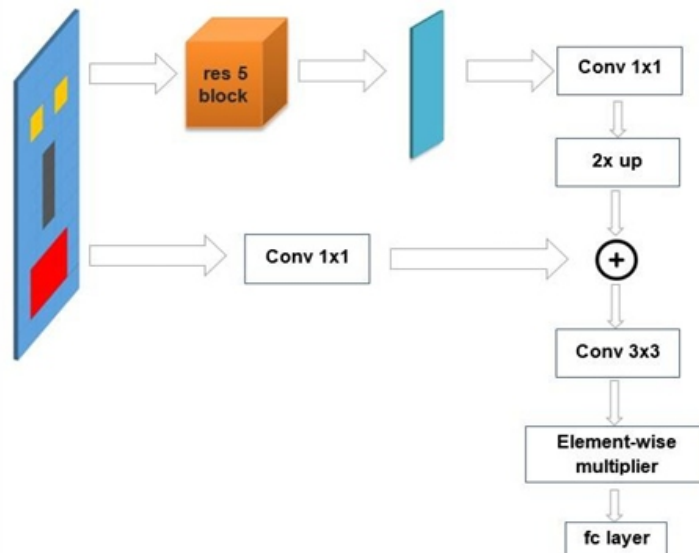 res 5
block
Conv 1x1
2x up
Conv 1x1
+
Conv 3x3
Element-wise
multiplier
fc layer